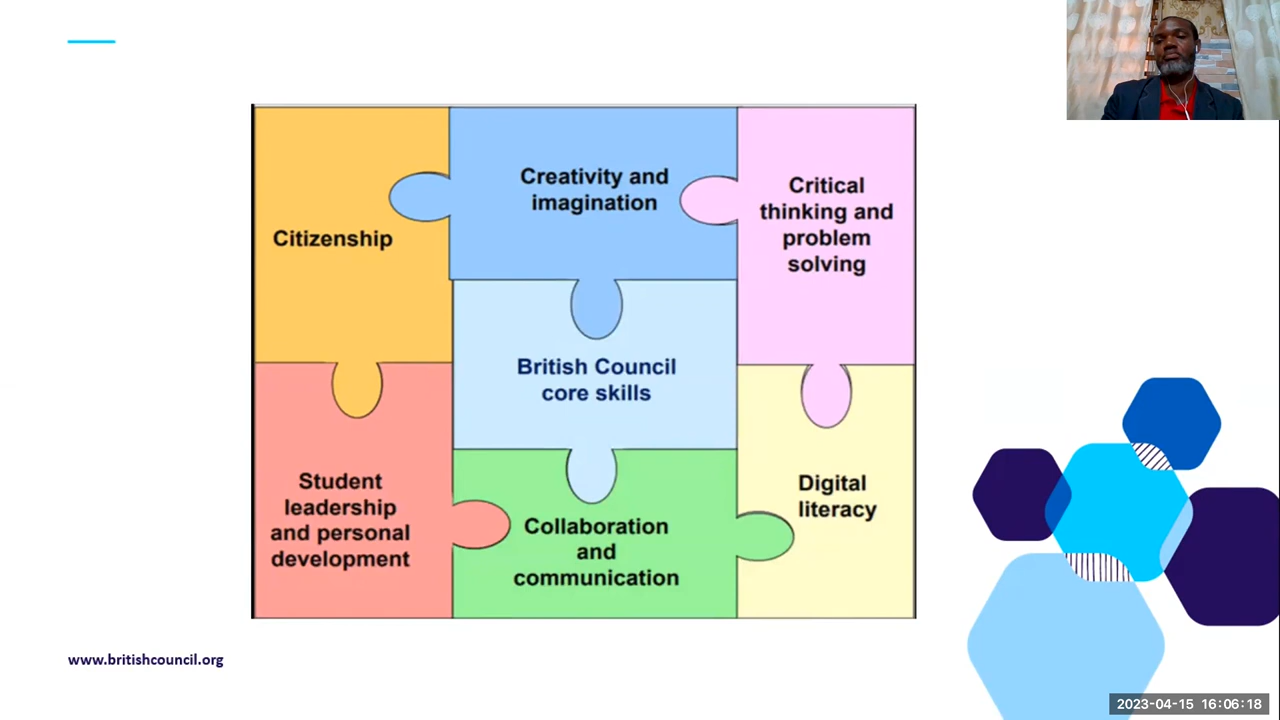 Citizenship
Creativity and
imagination
Critical
thinking and
problem
solving
British Council
core skills
Student
leadership
and personal
development
Collaboration
and
communication
Digital
literacy
www.britishcouncil.org
2023-04-15 16:06:18